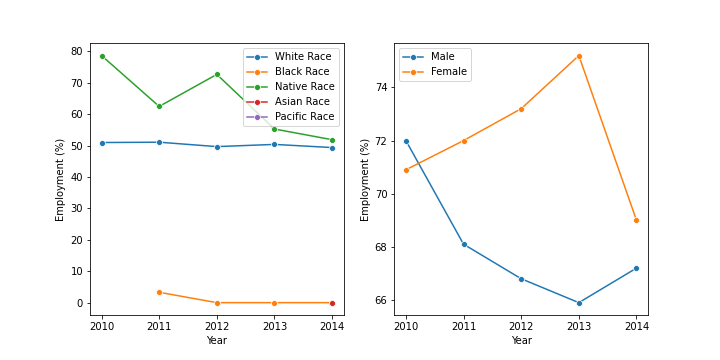 80
70
60
50
40
30
20
10
0
Employment (%)
2010 2011 2012 2013 2014
Year
White Race
Black Race
Native Race
Asian Race
Pacific Race
74
72
70
68
66
Employment (%)
2010 2011 2012 2013 2014
Year
Male
Female